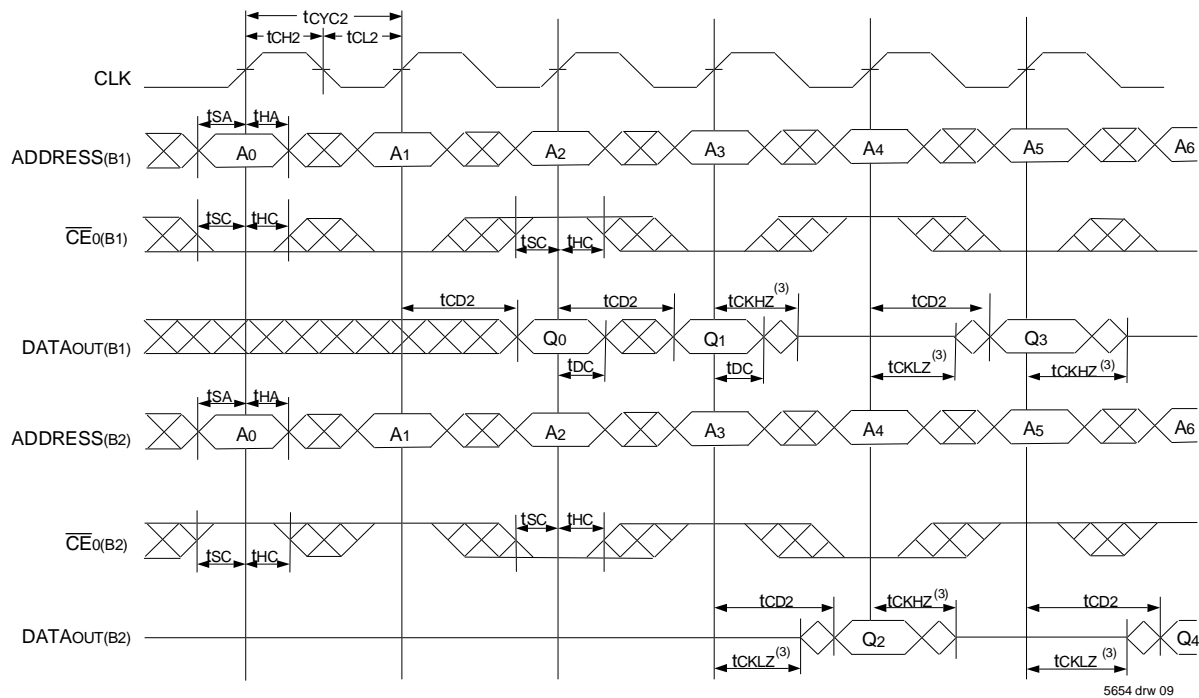 tCYC2
tCH2 tCL2
CLK
tSA tHA
ADDRESS(B1) A0 A1 A2 A3 A4 A5 A6
tSC tHC
CE0(B1)
tSC tHC
tCD2 tCD2 tCKHZ(3) tCD2
DATAOUT(B1) Q0 Q1 Q3
tDC tDC tCKLZ(3) tCKHZ(3)
tSA tHA
ADDRESS(B2) A0 A1 A2 A3 A4 A5 A6
tSC tHC
CE0(B2)
tSC tHC
tCD2 tCKHZ(3) tCD2
DATAOUT(B2) Q2 Q4
tCKLZ(3) tCKLZ(3)
5654 drw 09